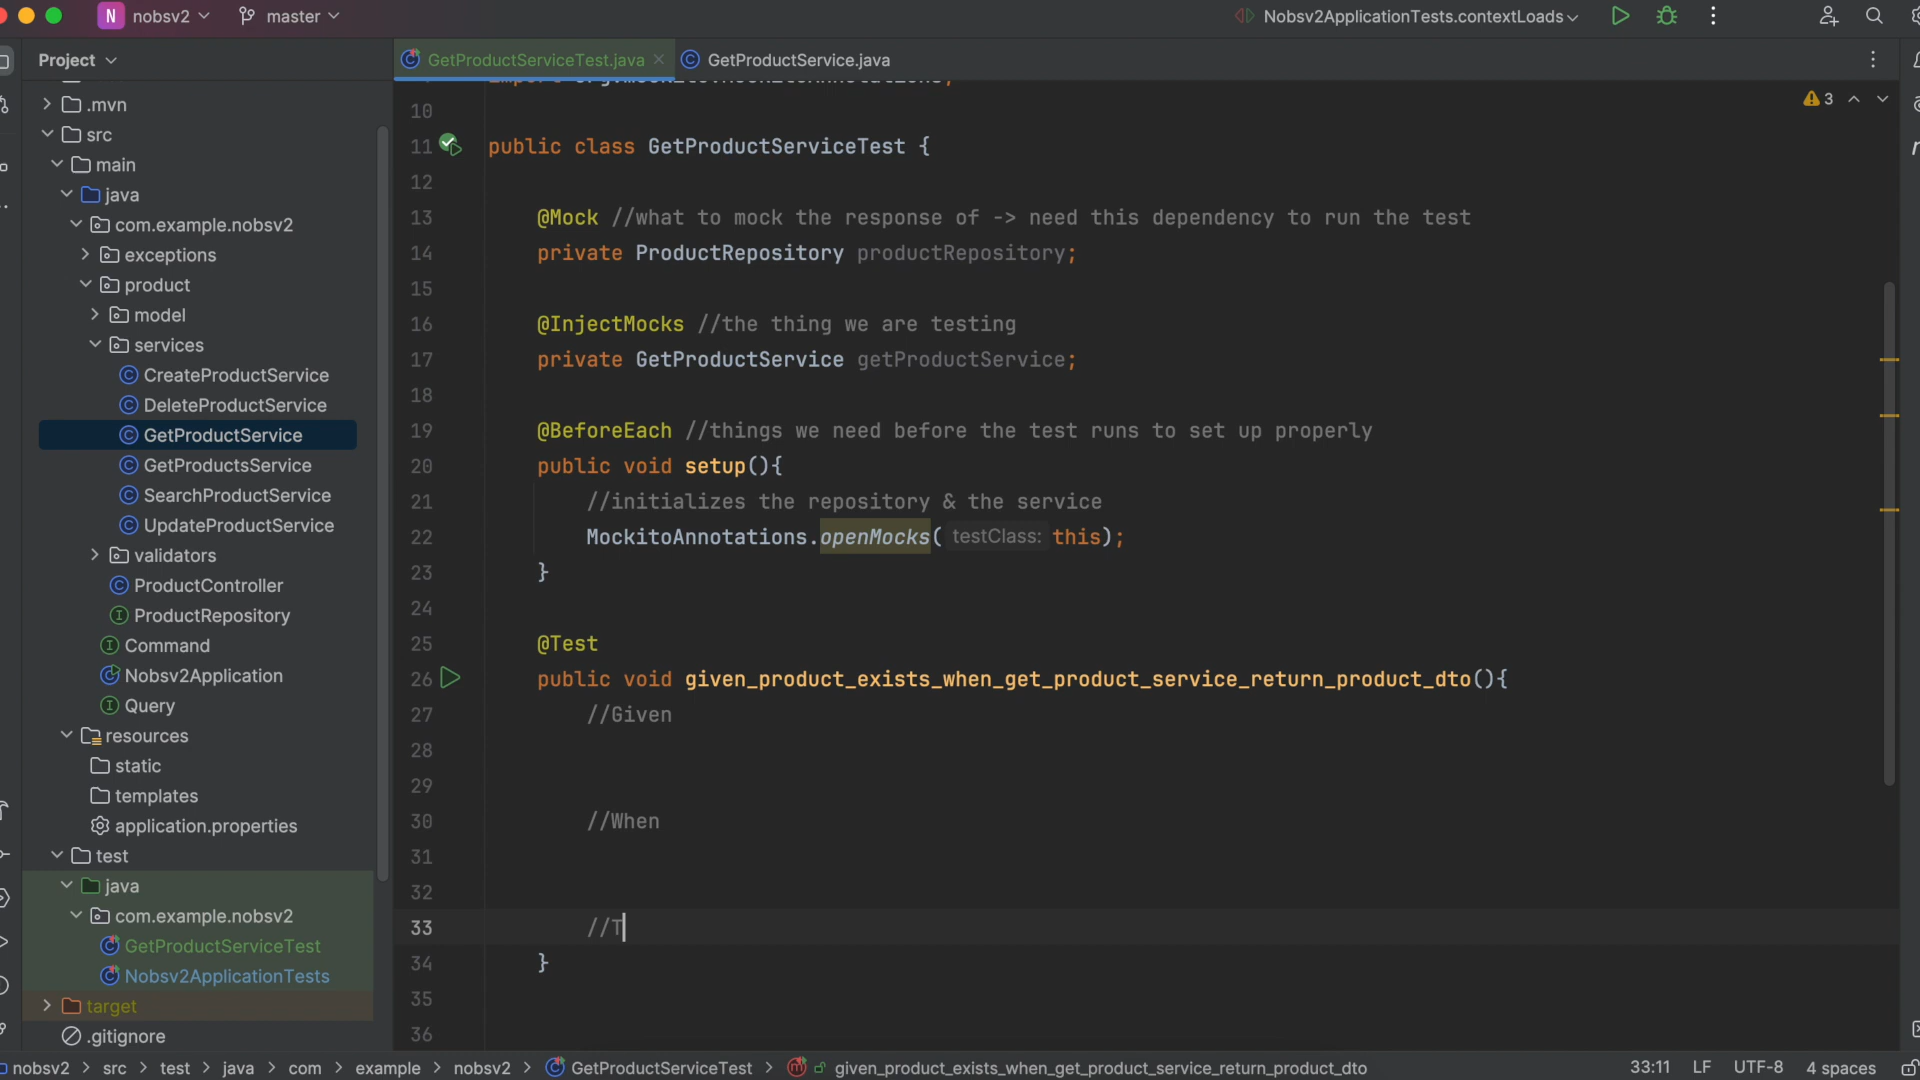 N nobsv2 master Nobsv2ApplicationTests.contextLoads
Project
GetProductServiceTest.java GetProductService.java
3
.mvn
src
main
java
com.example.nobsv2
exceptions
product
model
services
CreateProductService
DeleteProductService
GetProductService
GetProductsService
SearchProductService
UpdateProductService
validators
ProductController
ProductRepository
Command
Nobsv2Application
Query
resources
static
templates
application.properties
test
java
com.example.nobsv2
GetProductServiceTest
Nobsv2ApplicationTests
target
.gitignore
10
11 public class GetProductServiceTest {
12
13 @Mock //what to mock the response of -> need this dependency to run the test
14 private ProductRepository productRepository;
15
16 @InjectMocks //the thing we are testing
17 private GetProductService getProductService;
18
19 @BeforeEach //things we need before the test runs to set up properly
20 public void setup(){
21 //initializes the repository & the service
22 MockitoAnnotations.openMocks( testClass: this);
23 }
24
25 @Test
26 public void given_product_exists_when_get_product_service_return_product_dto(){
27 //Given
28
29
30 //When
31
32
33 //T
34 }
35
36
nobsv2 > src > test > java > com > example > nobsv2 > GetProductServiceTest > given_product_exists_when_get_product_service_return_product_dto 33:11 LF UTF-8 4 spaces